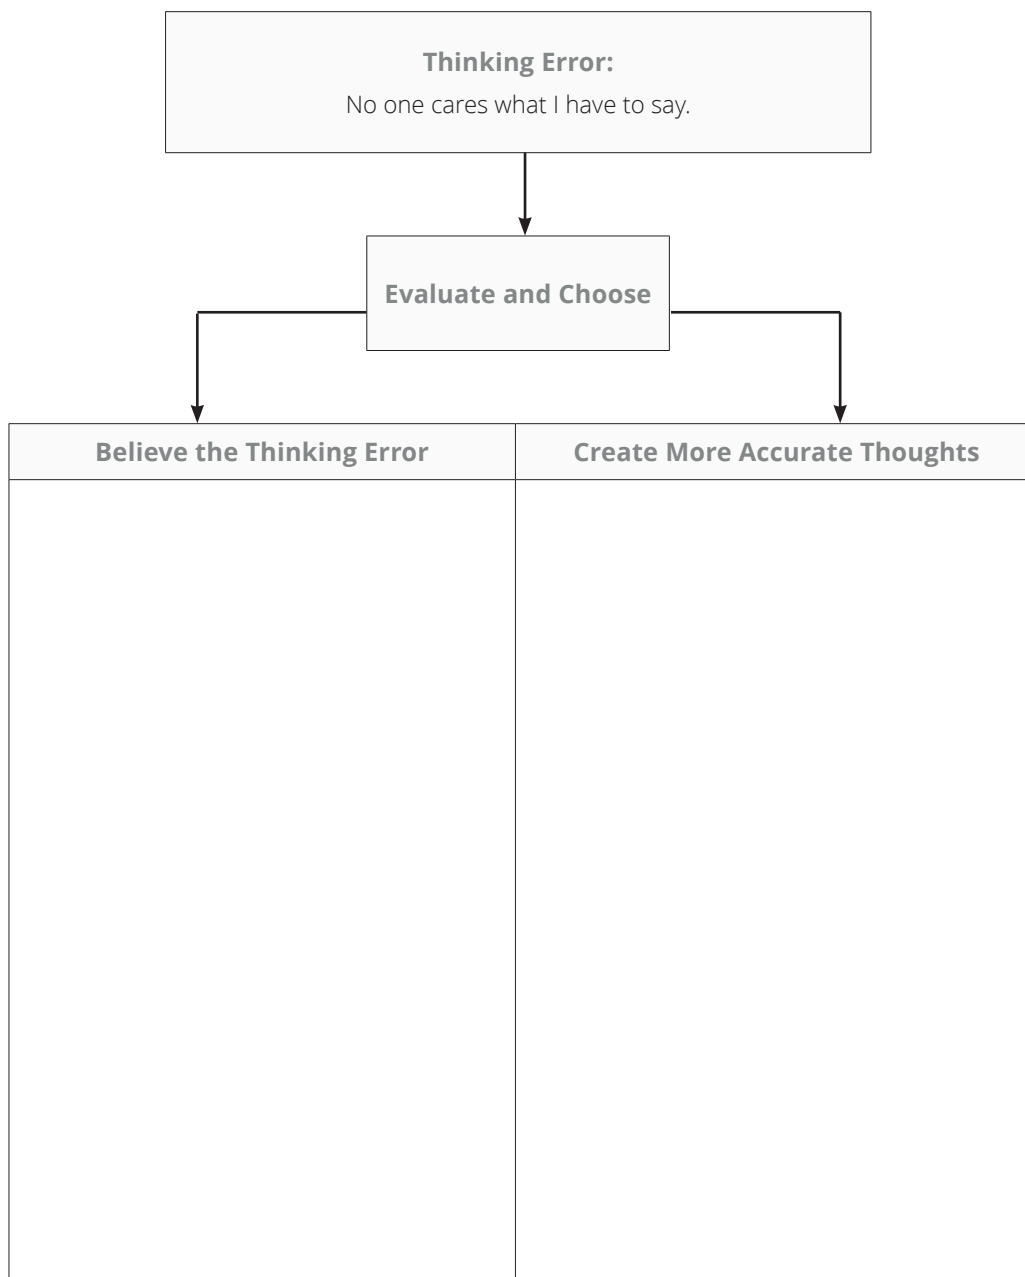 Thinking Error:
No one cares what I have to say.
Evaluate and Choose
Believe the Thinking Error
Create More Accurate Thoughts